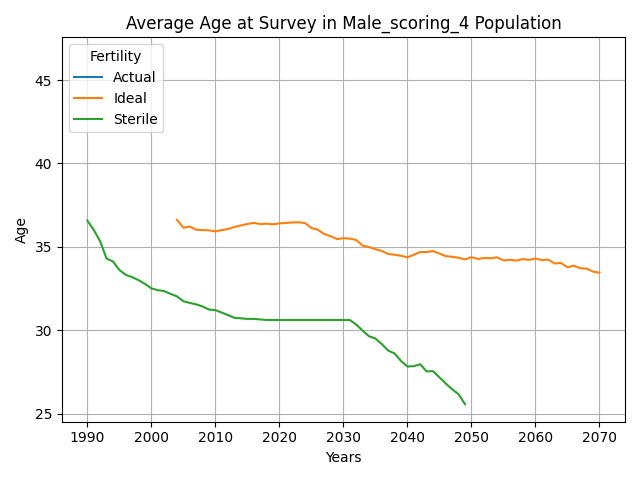 Average Age at Survey in Male_scoring_4 Population
Fertility
Actual
Ideal
Sterile
45
40
35
30
25
Age
1990 2000 2010 2020 2030 2040 2050 2060 2070
Years